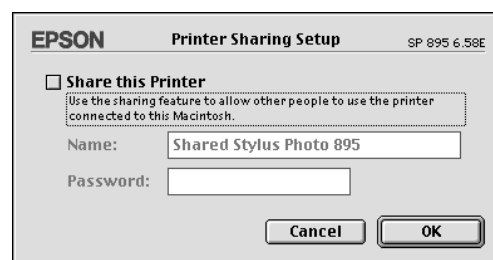 EPSON Printer Sharing Setup SP 895 6.58E
Share this Printer
Use the sharing feature to allow other people to use the printer
connected to this Macintosh.
Name: Shared Stylus Photo 895
Password:
Cancel OK